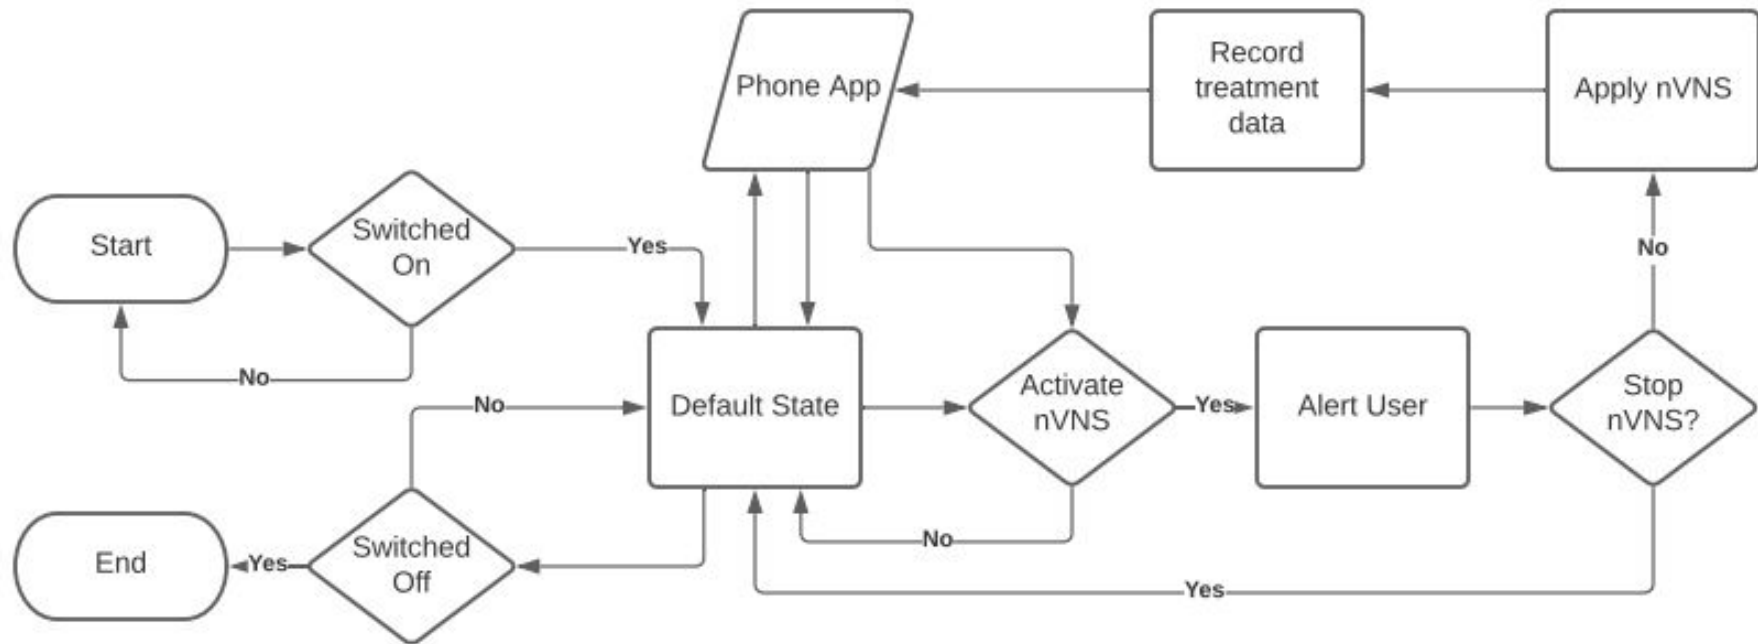 Phone App
Record
treatment
data
Apply nVNS
Start
Switched
On
Yes
No
No
Default State
Activate
nVNS
Yes
Alert User
Stop
nVNS?
No
No
Yes
End
Yes
Switched
Off